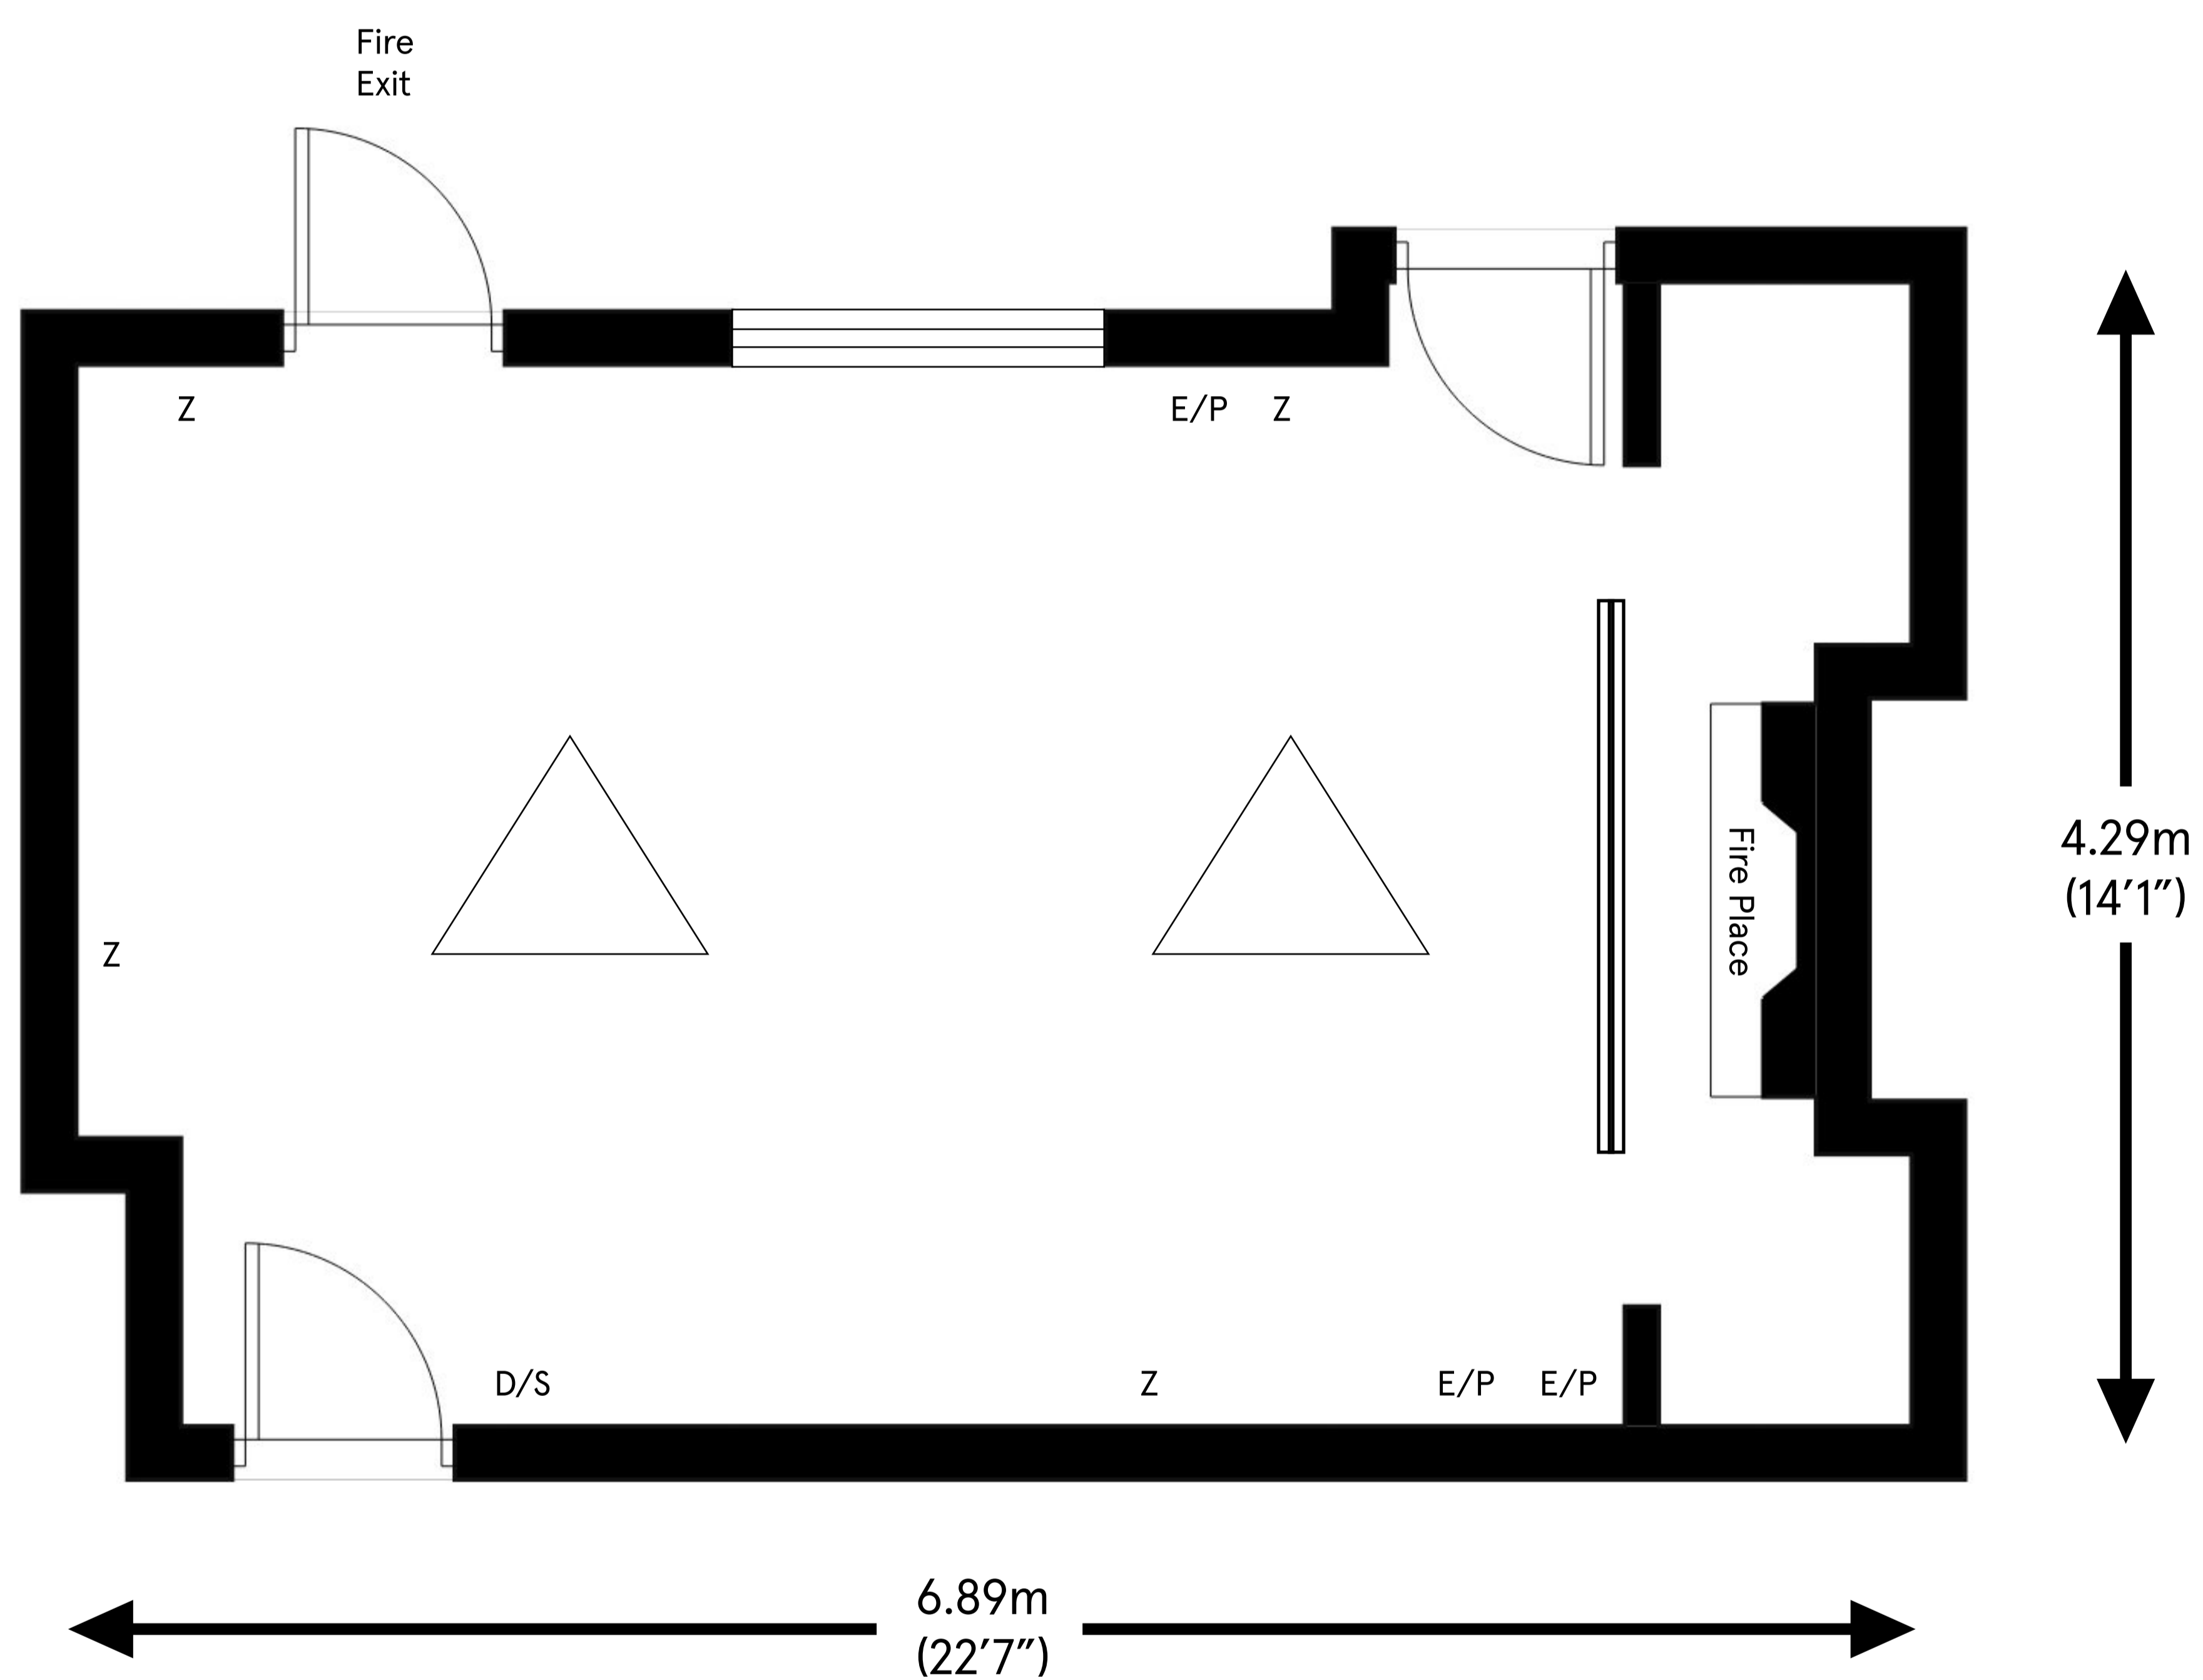 Fire
Exit
Z
E/P
Z
Fire Place
4.29m
(14′1″)
Z
D/S
Z
E/P
E/P
6.89m
(22′7″)